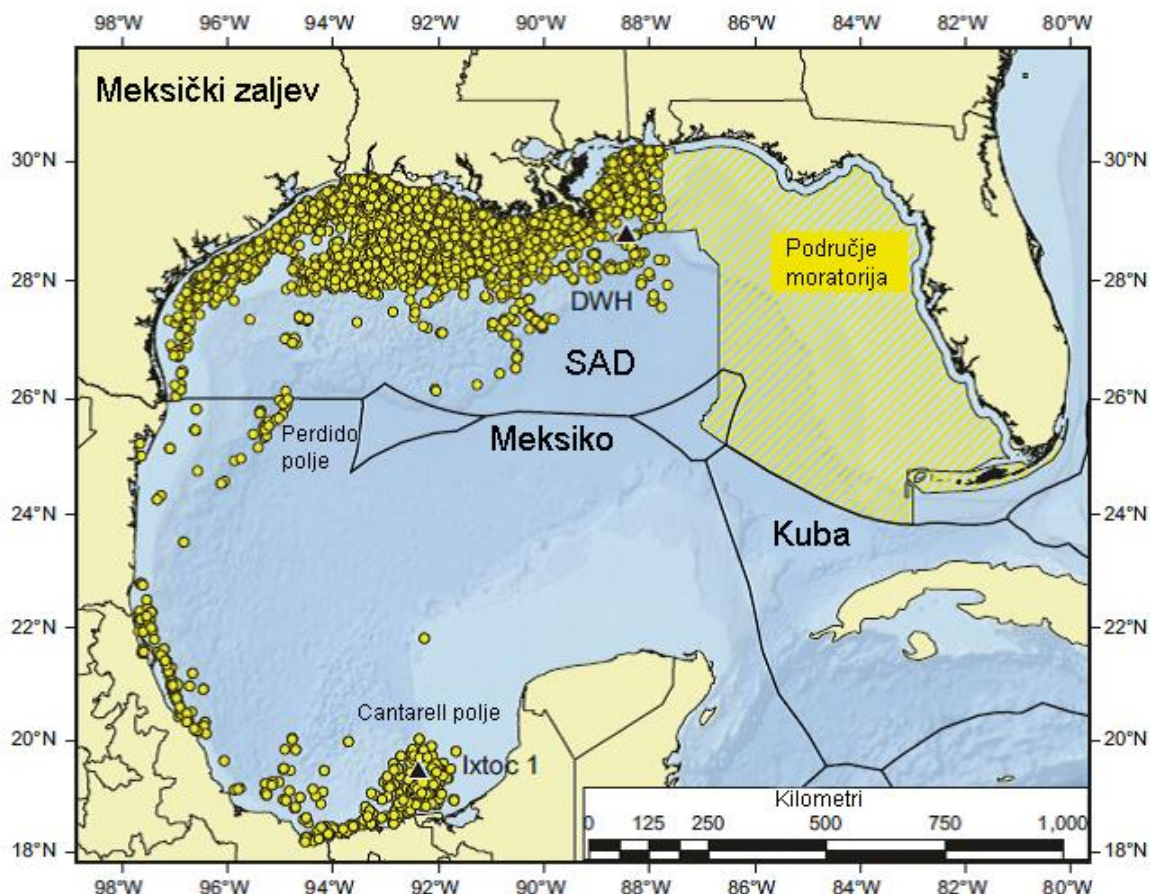 98°W 96°W 94°W 92°W 90°W 88°W 86°W 84°W 82°W 80°W
Meksički zaljev
30°N 30°N
Područje
moratorija
28°N 28°N
DWH
SAD
26°N 26°N
Perdido
polje
Meksiko
24°N 24°N
Kuba
22°N 22°N
Cantarell polje
20°N 20°N
Ixtoc 1
Kilometri
0 125 250 500 750 1,000
18°N 18°N
98°W 96°W 94°W 92°W 90°W 88°W 86°W 84°W 82°W 80°W